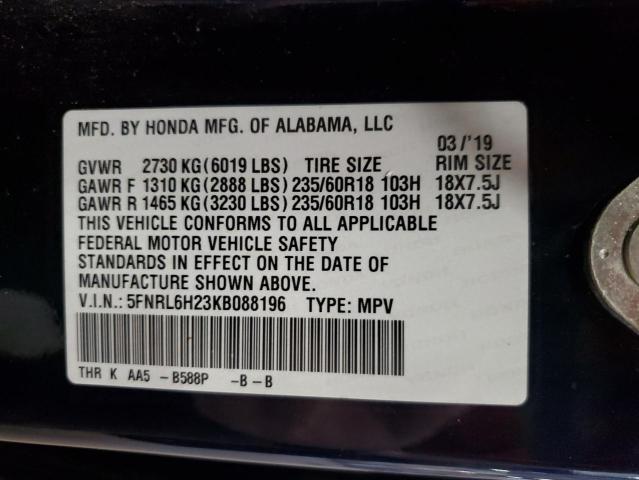 MFD. BY HONDA MFG. OF ALABAMA, LLC
03/'19
GVWR 2730 KG (6019 LBS) TIRE SIZE RIM SIZE
GAWR F 1310 KG (2888 LBS) 235/60R18 103H 18X7.5J
GAWR R 1465 KG (3230 LBS) 235/60R18 103H 18X7.5J
THIS VEHICLE CONFORMS TO ALL APPLICABLE
FEDERAL MOTOR VEHICLE SAFETY
STANDARDS IN EFFECT ON THE DATE OF
MANUFACTURE SHOWN ABOVE.
V.I.N.: 5FNRL6H23KB088196 TYPE: MPV
THR K AA5 -B588P -B-B